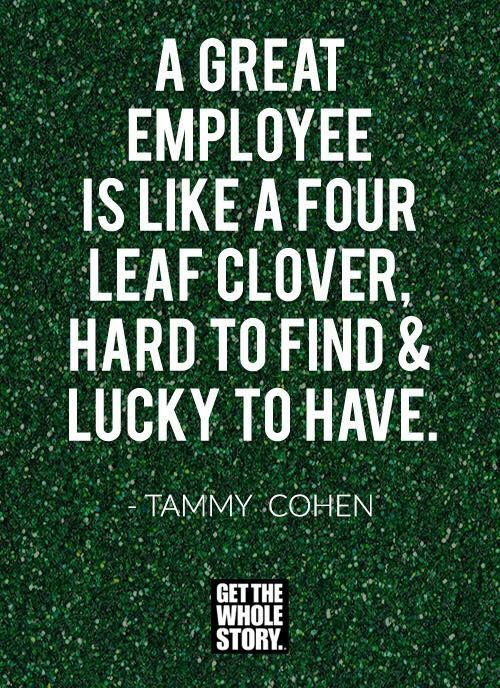 A GREAT
EMPLOYEE
IS LIKE A FOUR
LEAF CLOVER,
HARD TO FIND &
LUCKY TO HAVE.
- TAMMY COHEN
GET THE
WHOLE
STORY.